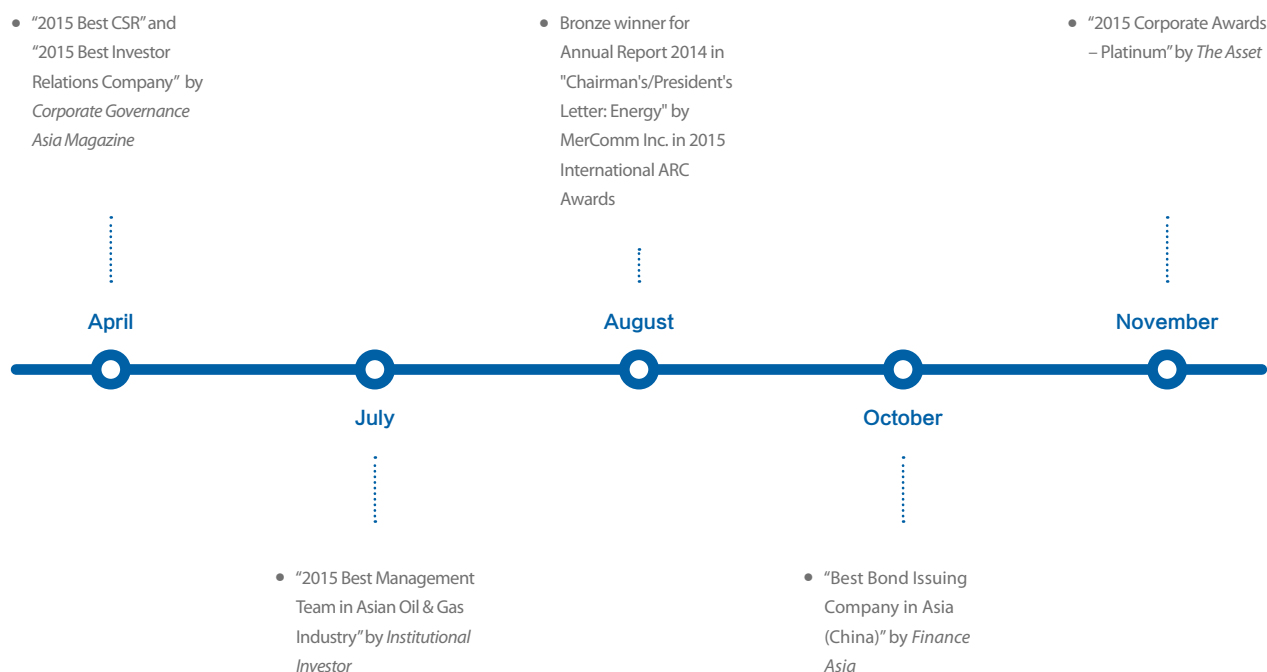 • “2015 Best CSR” and
“2015 Best Investor
Relations Company” by
Corporate Governance
Asia Magazine
• Bronze winner for
Annual Report 2014 in
"Chairman's/President's
Letter: Energy" by
MerComm Inc. in 2015
International ARC
Awards
• “2015 Corporate Awards
– Platinum” by The Asset
April
August
November
July
October
• “2015 Best Management
Team in Asian Oil & Gas
Industry” by Institutional
Investor
• “Best Bond Issuing
Company in Asia
(China)” by Finance
Asia